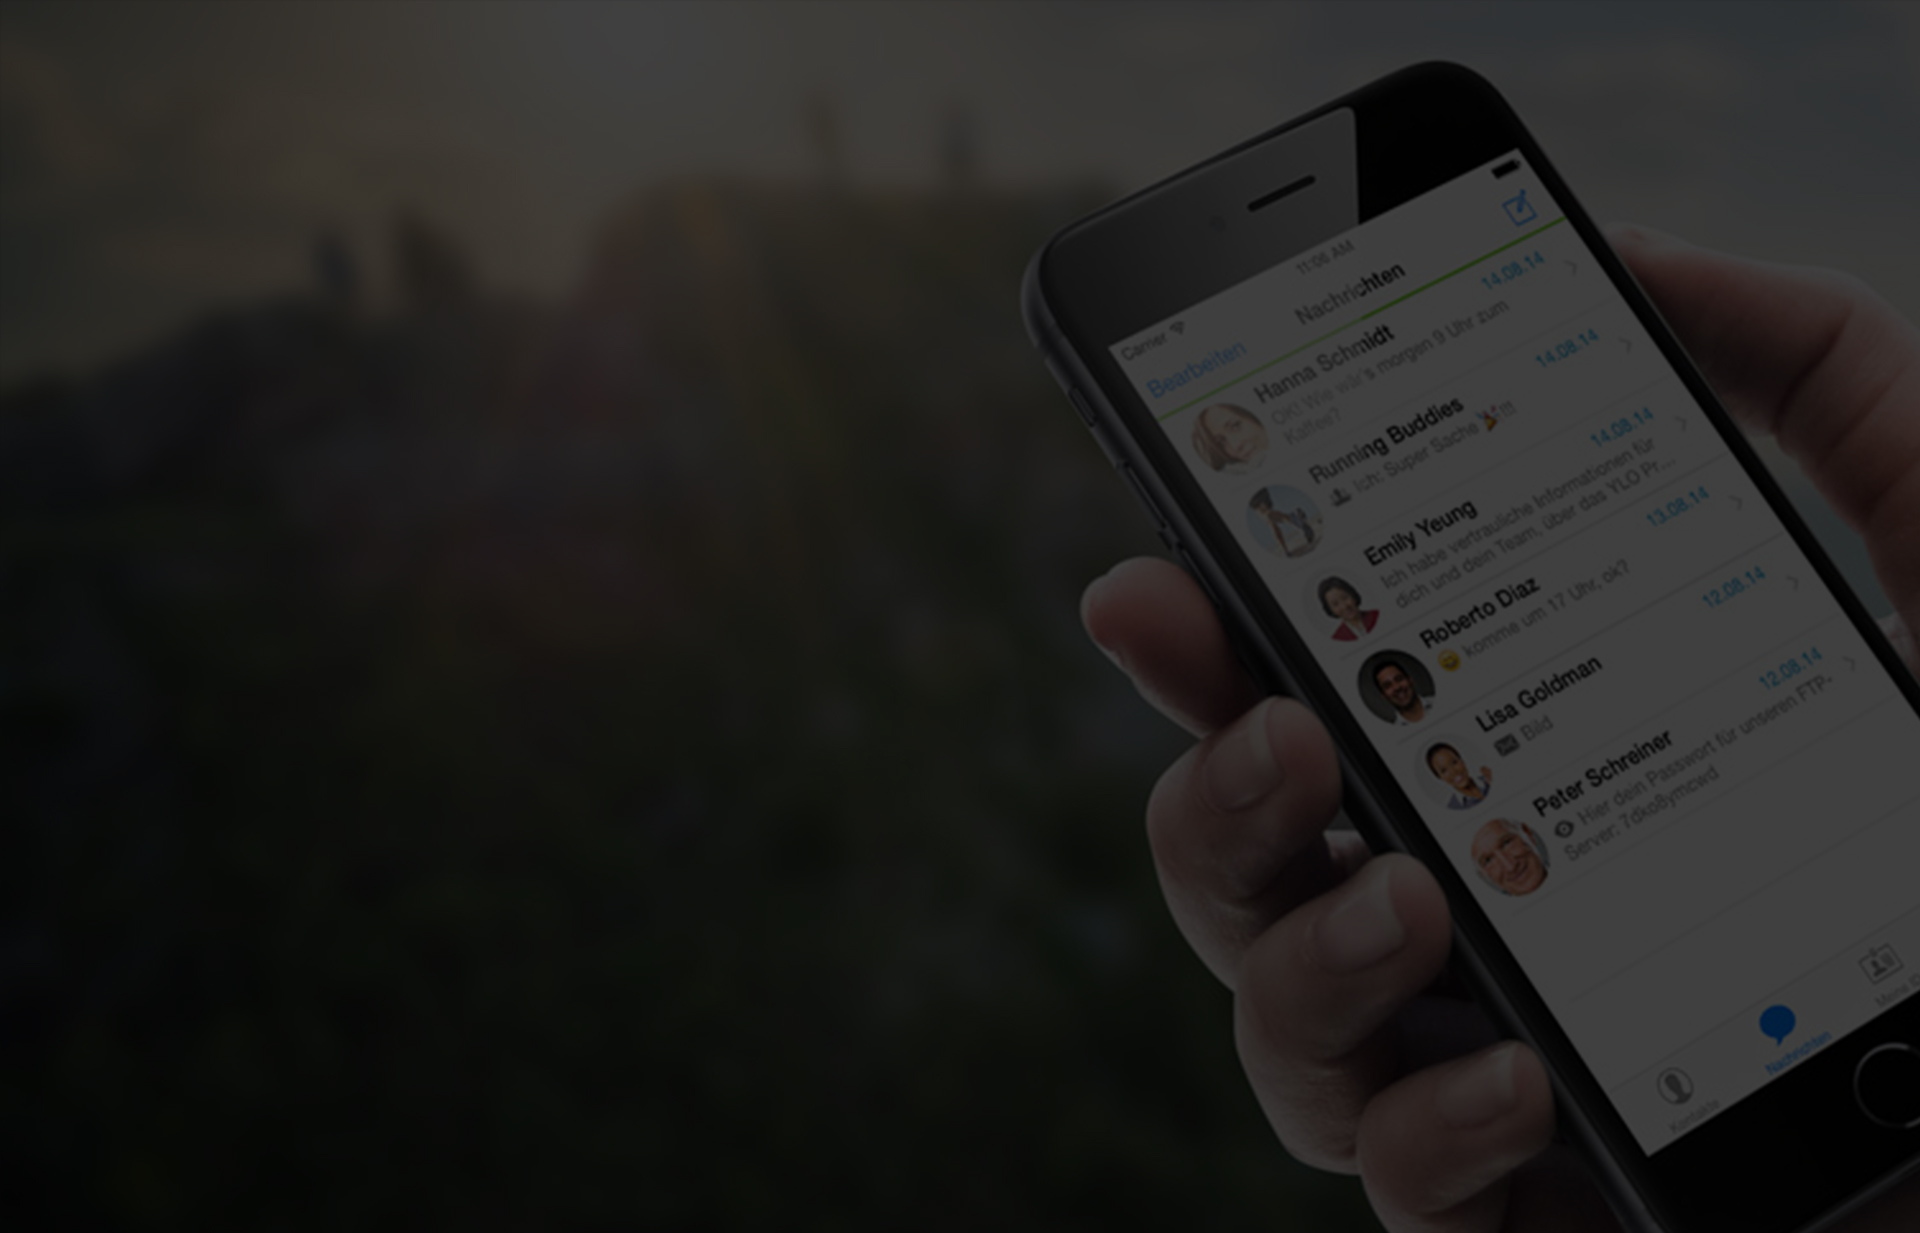 Carrier
11:06 AM
Bearbeiten
Nachrichten
Hanna Schmidt
14.08.14
OK! Wie wär's morgen 9 Uhr zum
Kaffee?
Running Buddies
14.08.14
Ich: Super Sache 🎉!!!
Emily Yeung
14.08.14
Ich habe vertrauliche Informationen für
dich und dein Team, über das YLO Pr...
Roberto Diaz
13.08.14
😄 komme um 17 Uhr, ok?
Lisa Goldman
12.08.14
Bild
Peter Schreiner
12.08.14
Hier dein Passwort für unseren FTP-
Server: 7dko8ymcwd
Kontakte
Nachrichten
Meine ID